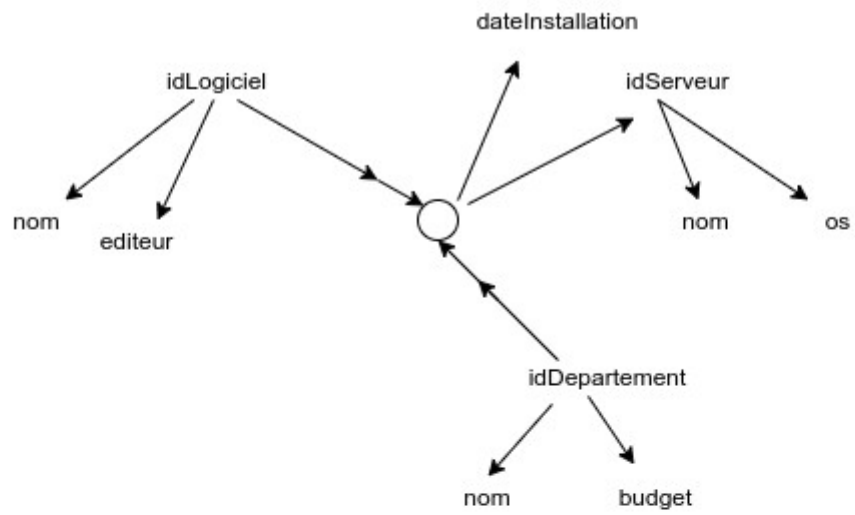 dateInstallation
idLogiciel
idServeur
nom
editeur
nom
os
idDepartement
nom
budget